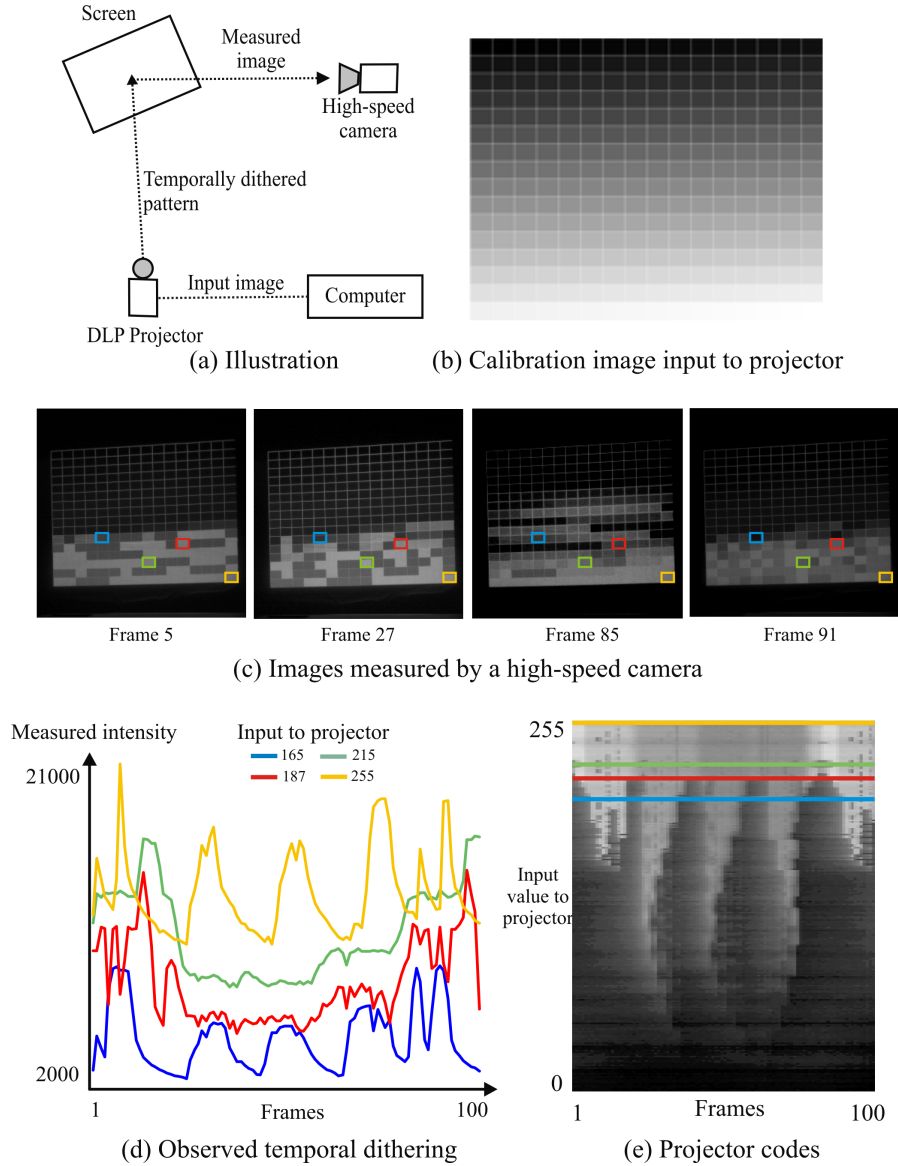 Screen
Measured
image
High-speed
camera
Temporally dithered
pattern
Input image
Computer
DLP Projector
(a) Illustration
(b) Calibration image input to projector
Frame 5
Frame 27
Frame 85
Frame 91
(c) Images measured by a high-speed camera
Measured intensity
Input to projector
165
215
187
255
21000
2000
1
Frames
100
(d) Observed temporal dithering
255
Input
value to
projector
0
1
Frames
100
(e) Projector codes